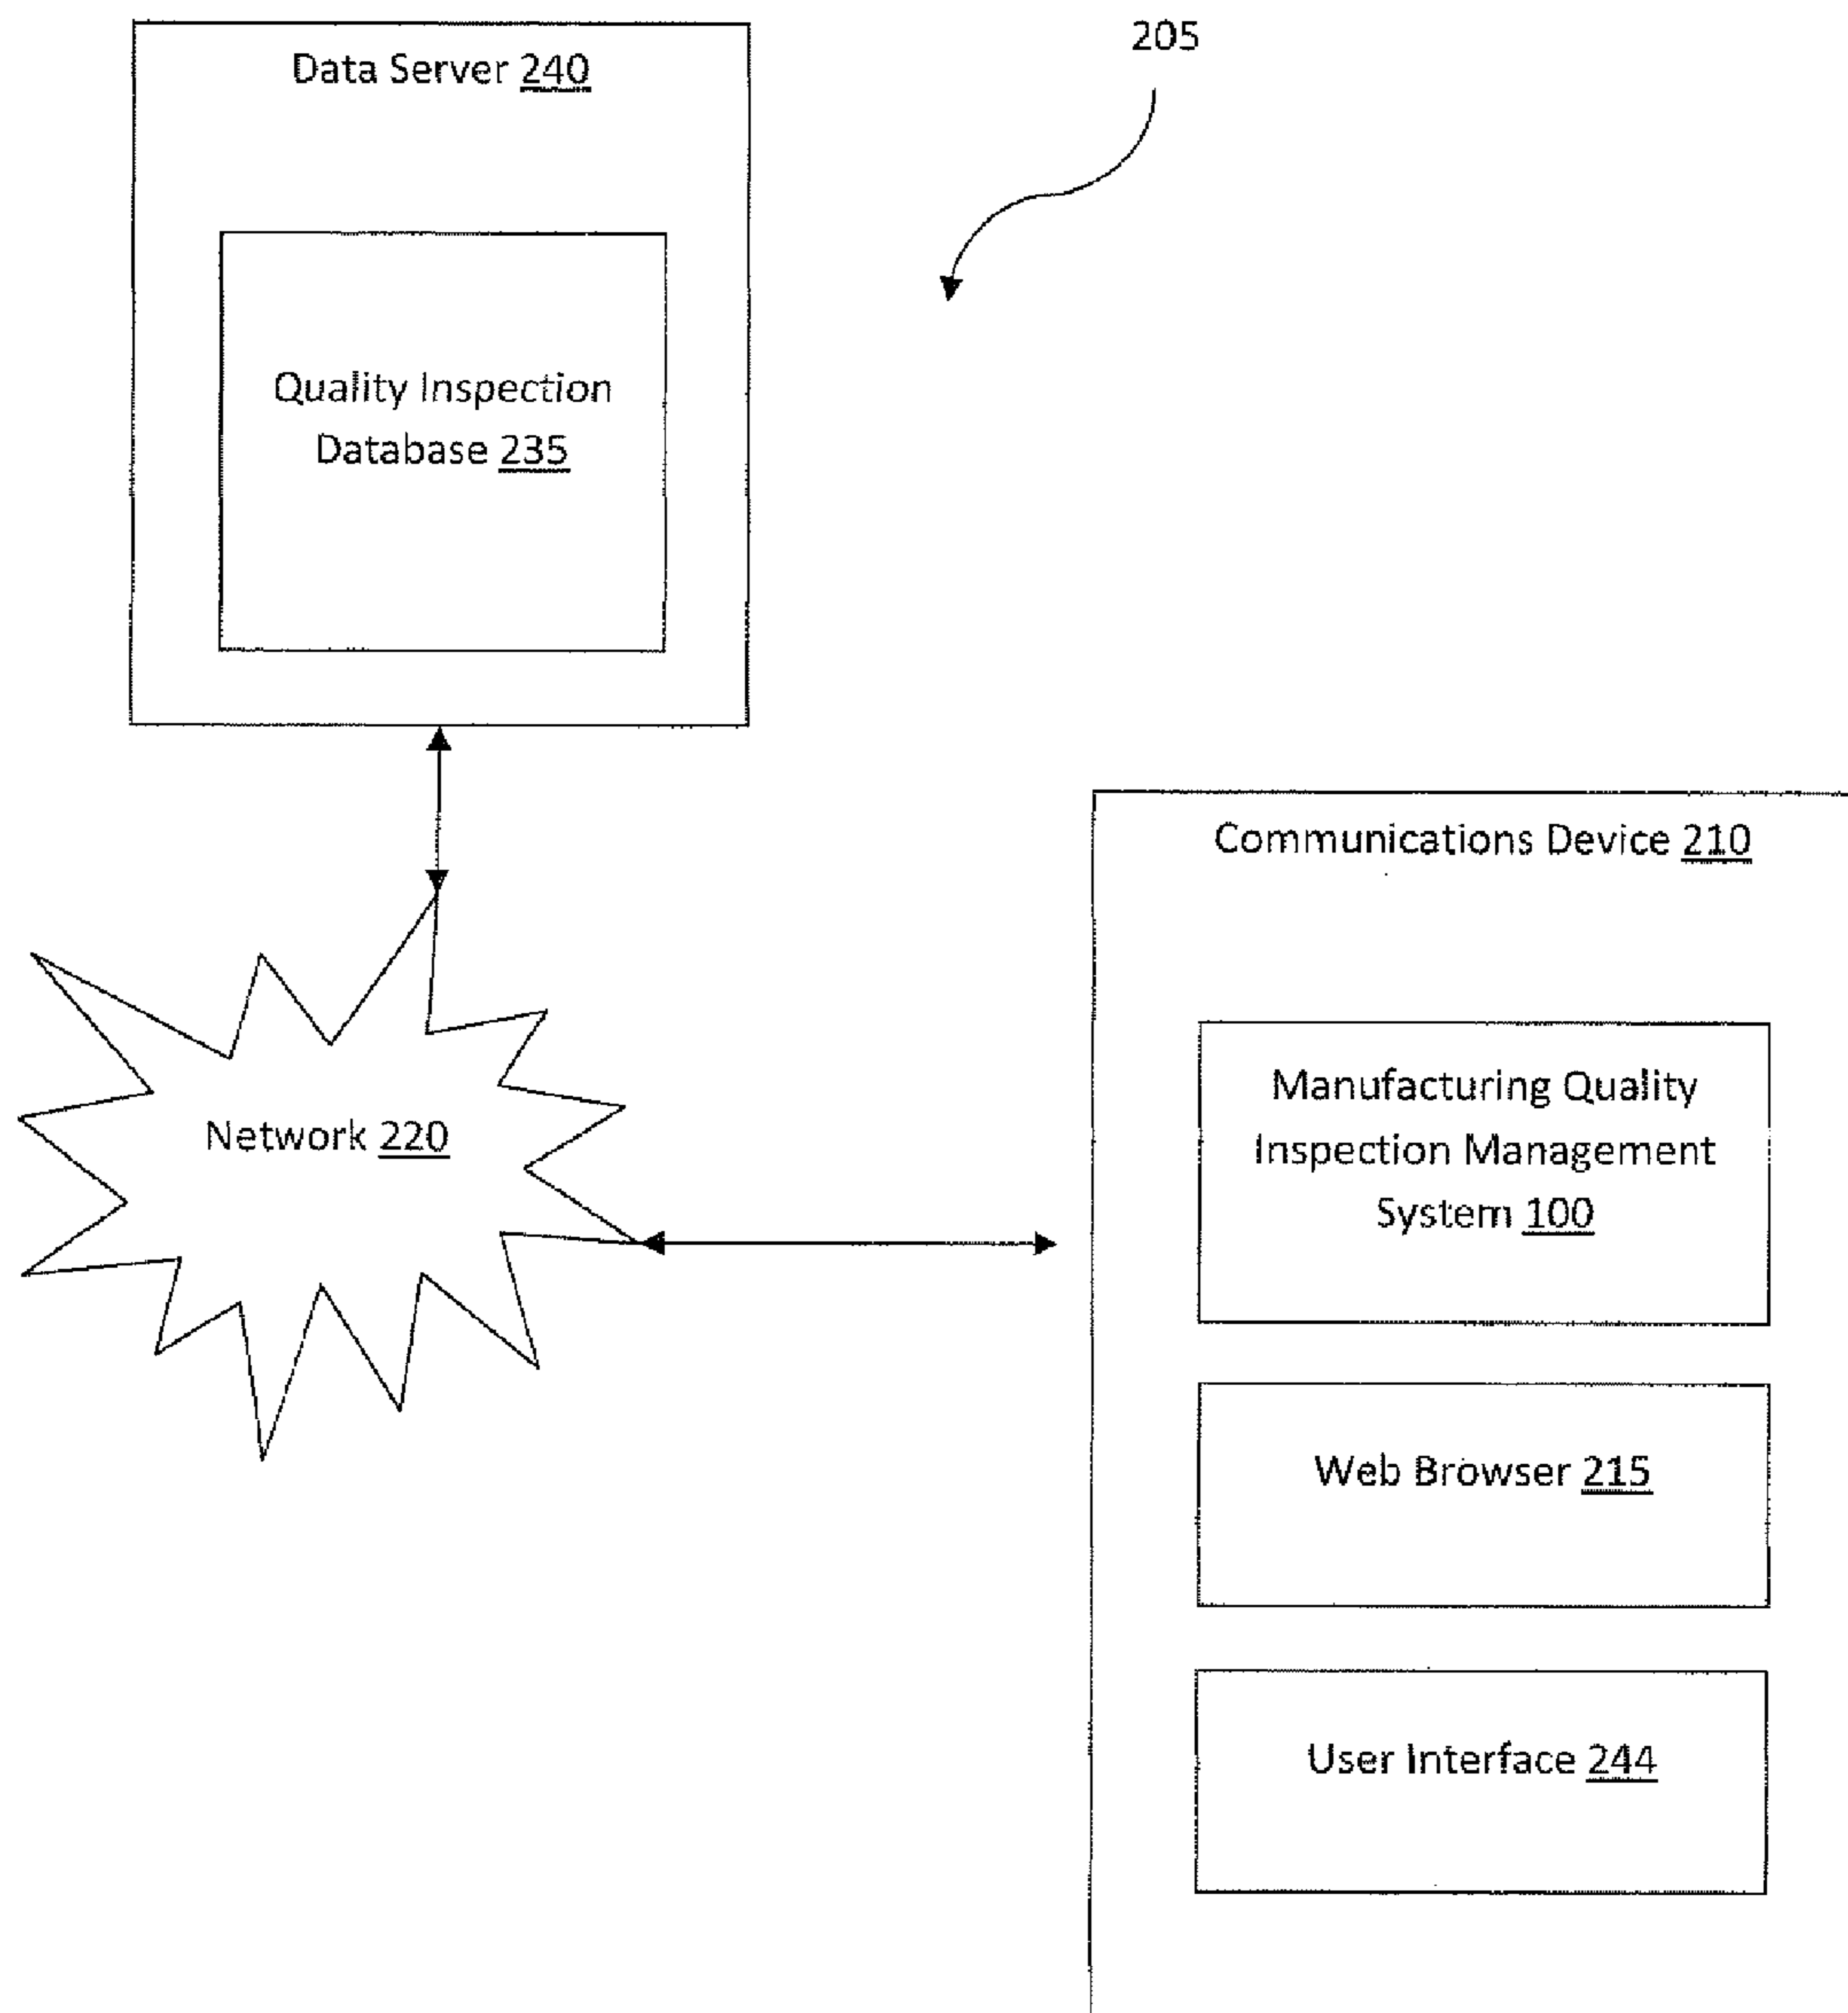 Data Server 240
205
Quality Inspection
Database 235
Communications Device 210
Network 220
Manufacturing Quality
Inspection Management
System 100
Web Browser 215
User Interface 244